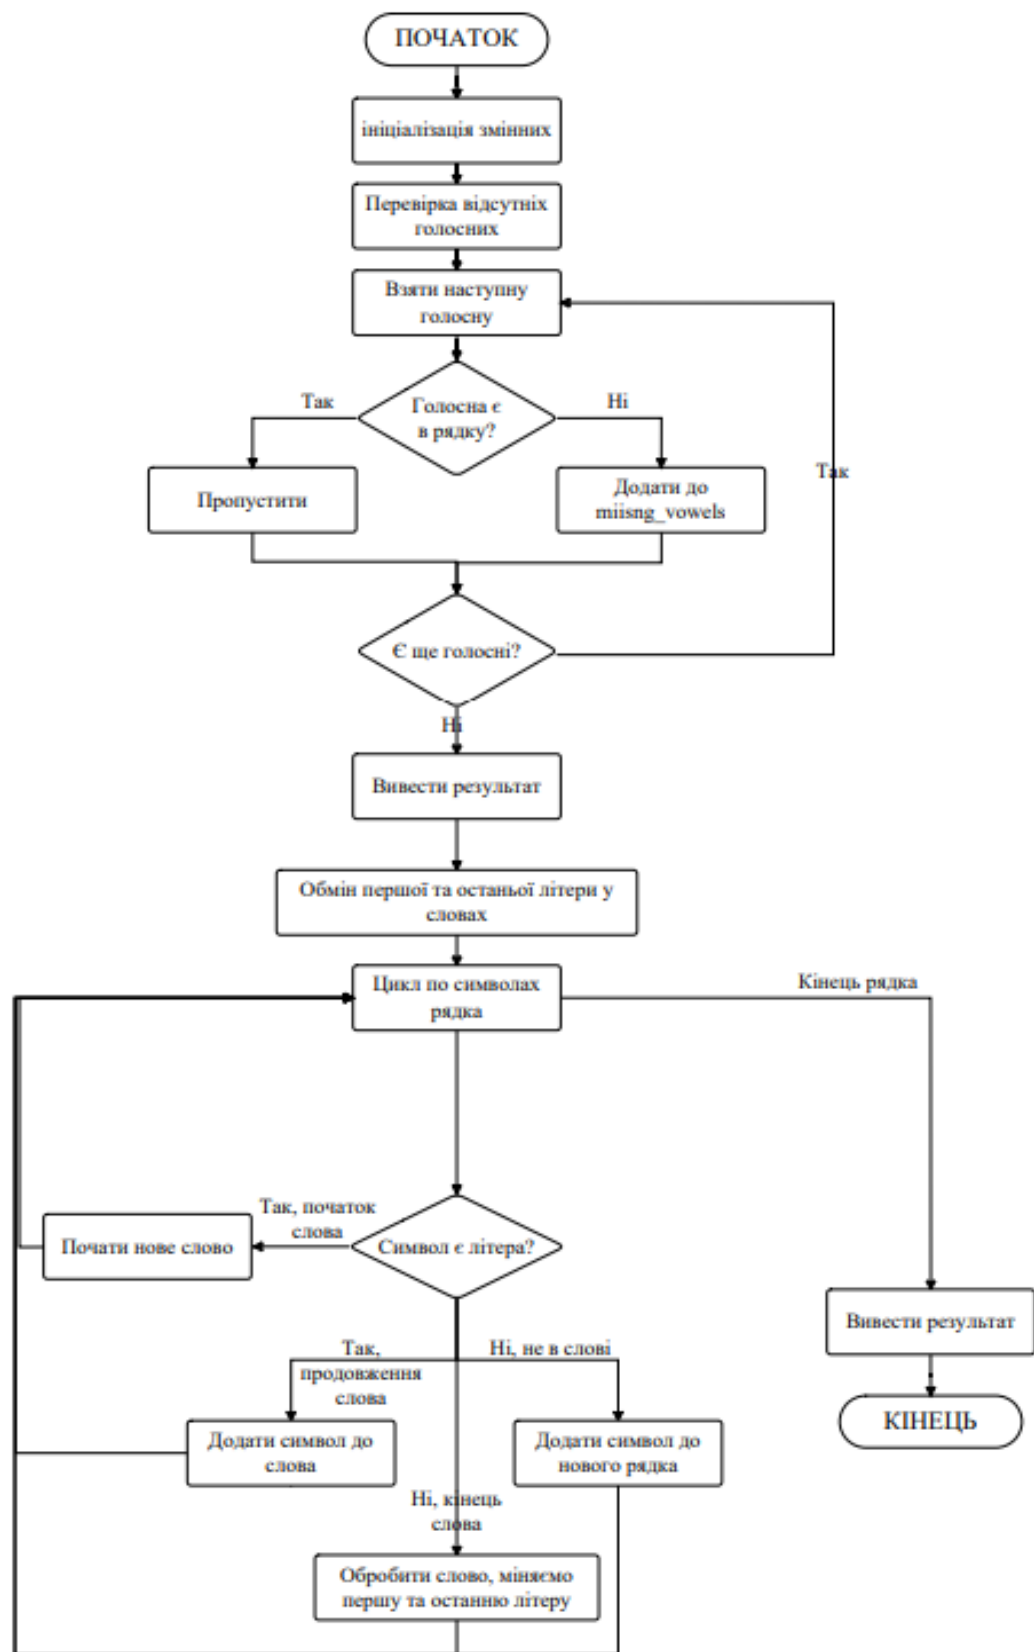 ПОЧАТОК
ініціалізація змінних
Перевірка відсутніх
голосних
Взяти наступну
голосну
Голосна є
в рядку?
Так
Ні
Пропустити
Додати до
miisng_vowels
Так
Є ще голосні?
Ні
Вивести результат
Обмін першої та останьої літери у
словах
Цикл по символах
рядка
Кінець рядка
Так, початок
слова
Почати нове слово
Символ є літера?
Вивести результат
Так,
продовження
слова
Ні, не в слові
КІНЕЦЬ
Додати символ до
слова
Додати символ до
нового рядка
Ні, кінець
слова
Обробити слово, міняємо
першу та останню літеру